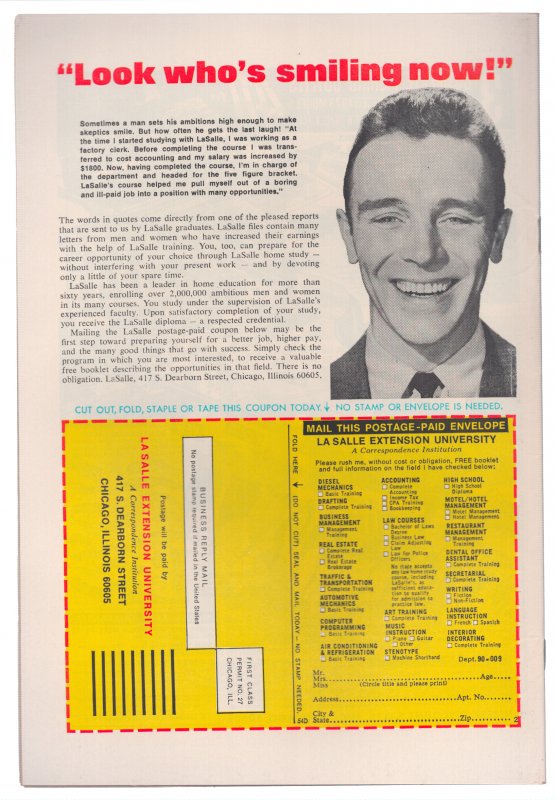 “Look who’s smiling now!”
Sometimes a man sets his ambitions high enough to make
skeptics smile. But how often he gets the last laugh! “At
the time I started studying with LaSalle, I was working as a
factory clerk. Before completing the course I was trans-
ferred to cost accounting and my salary was increased by
$1800. Now, having completed the course, I’m in charge of
the department and headed for the five figure bracket.
LaSalle’s course helped me pull myself out of a boring
and ill-paid job into a position with many opportunities.”
The words in quotes come directly from one of the pleased reports
that are sent to us by LaSalle graduates. LaSalle files contain many
letters from men and women who have increased their earnings
with the help of LaSalle training. You, too, can prepare for the
career opportunity of your choice through LaSalle home study —
without interfering with your present work — and by devoting
only a little of your spare time.
LaSalle has been a leader in home education for more than
sixty years, enrolling over 2,000,000 ambitious men and women
in its many courses. You study under the supervision of LaSalle’s
experienced faculty. Upon satisfactory completion of your study,
you receive the LaSalle diploma — a respected credential.
Mailing the LaSalle postage-paid coupon below may be the
first step toward preparing yourself for a better job, higher pay,
and the many good things that go with success. Simply check the
program in which you are most interested, to receive a valuable
free booklet describing the opportunities in that field. There is no
obligation. LaSalle, 417 S. Dearborn Street, Chicago, Illinois 60605.
CUT OUT, FOLD, STAPLE OR TAPE THIS COUPON TODAY ↓ NO STAMP OR ENVELOPE IS NEEDED.
BUSINESS REPLY MAIL
No postage stamp required if mailed in the United States
FIRST CLASS
PERMIT NO. 27
CHICAGO, ILL.
Postage will be paid by
LA SALLE EXTENSION UNIVERSITY
A Correspondence Institution
417 S. DEARBORN STREET
CHICAGO, ILLINOIS 60605
FOLD HERE → (DO NOT CUT) SEAL AND MAIL TODAY – NO STAMP NEEDED.
54D
MAIL THIS POSTAGE-PAID ENVELOPE
LA SALLE EXTENSION UNIVERSITY
A Correspondence Institution
Please rush me, without cost or obligation, FREE booklet
and full information on the field I have checked below:
DIESEL
MECHANICS
Basic Training
DRAFTING
Complete Training
BUSINESS
MANAGEMENT
Management
Training
REAL ESTATE
Complete Real
Estate
Real Estate
Brokerage
TRAFFIC &
TRANSPORTATION
Complete Training
AUTOMOTIVE
MECHANICS
Basic Training
COMPUTER
PROGRAMMING
Basic Training
AIR CONDITIONING
& REFRIGERATION
Basic Training
ACCOUNTING
Complete
Accounting
Income Tax
CPA Training
Bookkeeping
LAW COURSES
Bachelor of Laws
Degree
Business Law
Claim Adjusting
Law
Law for Police
Officers
No state accepts
any law home study
course, including
LaSalle's, as
sufficient educa-
tion to qualify
for admission to
practice law.
ART TRAINING
Complete Training
MUSIC
INSTRUCTION
Piano Guitar
Other
STENOTYPE
Machine Shorthand
HIGH SCHOOL
High School
Diploma
MOTEL/HOTEL
MANAGEMENT
Motel Management
Hotel Management
RESTAURANT
MANAGEMENT
Management
Training
DENTAL OFFICE
ASSISTANT
Complete Training
SECRETARIAL
Complete Training
WRITING
Fiction
Non-Fiction
LANGUAGE
INSTRUCTION
French Spanish
INTERIOR
DECORATING
Complete Training
Dept. 90-009
Mr.
Mrs. Age
Miss (Circle title and please print)
Address Apt. No.
City &
State Zip 2